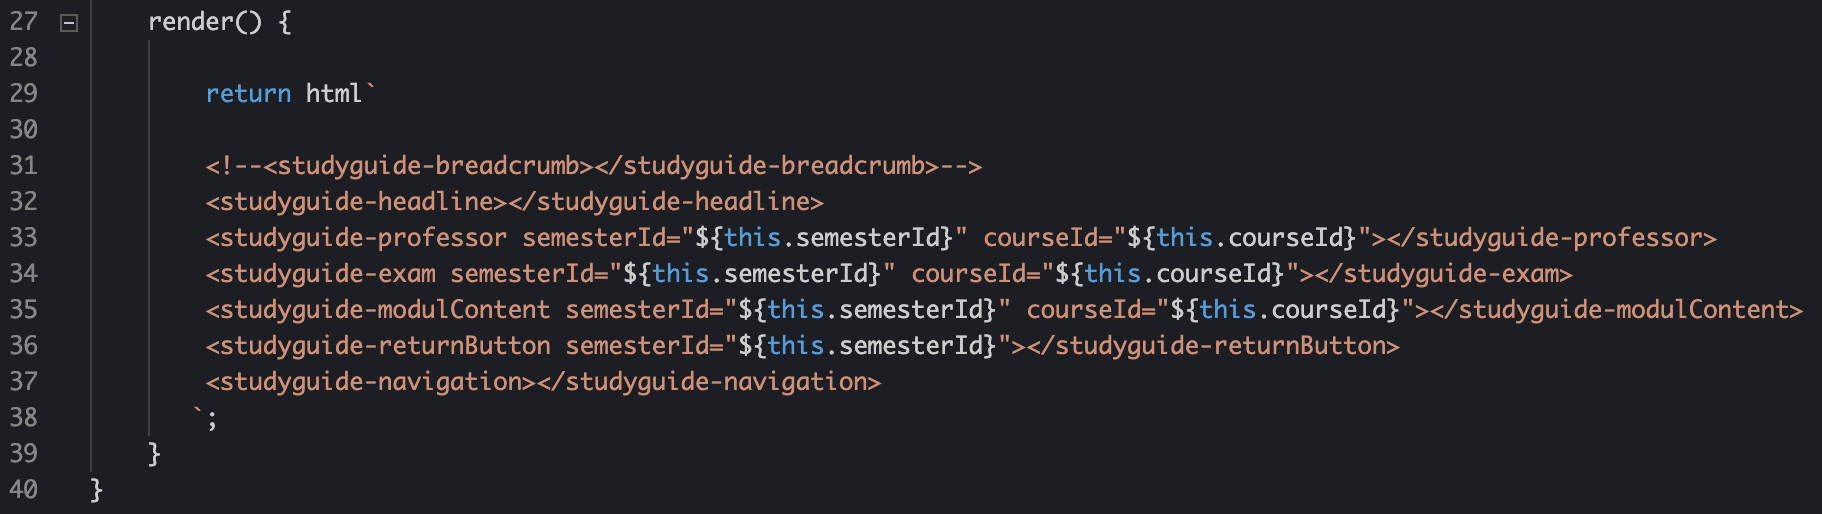 27 render() {
28
29 return html`
30
31 <!--<studyguide-breadcrumb></studyguide-breadcrumb>-->
32 <studyguide-headline></studyguide-headline>
33 <studyguide-professor semesterId="${this.semesterId}" courseId="${this.courseId}"></studyguide-professor>
34 <studyguide-exam semesterId="${this.semesterId}" courseId="${this.courseId}"></studyguide-exam>
35 <studyguide-modulContent semesterId="${this.semesterId}" courseId="${this.courseId}"></studyguide-modulContent>
36 <studyguide-returnButton semesterId="${this.semesterId}"></studyguide-returnButton>
37 <studyguide-navigation></studyguide-navigation>
38 `;
39 }
40 }